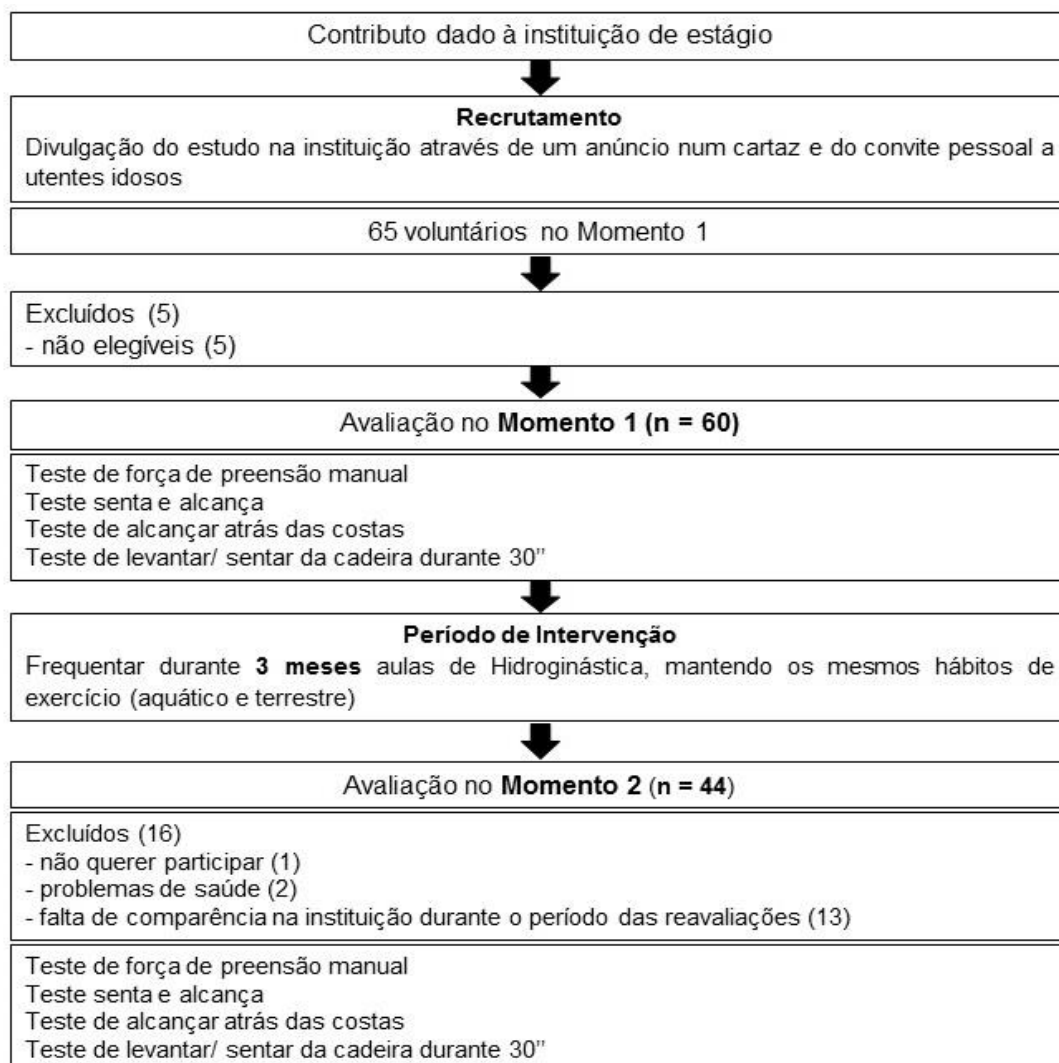 Contributo dado à instituição de estágio
Recrutamento
Divulgação do estudo na instituição através de um anúncio num cartaz e do convite pessoal a
utentes idosos
65 voluntários no Momento 1
Excluídos (5)
- não elegíveis (5)
Avaliação no Momento 1 (n = 60)
Teste de força de preensão manual
Teste senta e alcança
Teste de alcançar atrás das costas
Teste de levantar/ sentar da cadeira durante 30’’
Período de Intervenção
Frequentar durante 3 meses aulas de Hidroginástica, mantendo os mesmos hábitos de
exercício (aquático e terrestre)
Avaliação no Momento 2 (n = 44)
Excluídos (16)
- não querer participar (1)
- problemas de saúde (2)
- falta de comparência na instituição durante o período das reavaliações (13)
Teste de força de preensão manual
Teste senta e alcança
Teste de alcançar atrás das costas
Teste de levantar/ sentar da cadeira durante 30’’